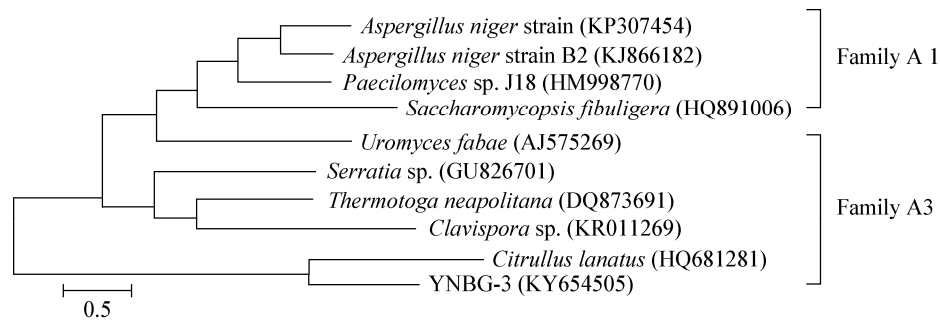 Aspergillus niger strain (KP307454)
Aspergillus niger strain B2 (KJ866182)
Family A 1
Paecilomyces sp. J18 (HM998770)
Saccharomycopsis fibuligera (HQ891006)
Uromyces fabae (AJ575269)
Serratia sp. (GU826701)
Thermotoga neapolitana (DQ873691)
Family A3
Clavispora sp. (KR011269)
Citrullus lanatus (HQ681281)
YNBG-3 (KY654505)
0.5